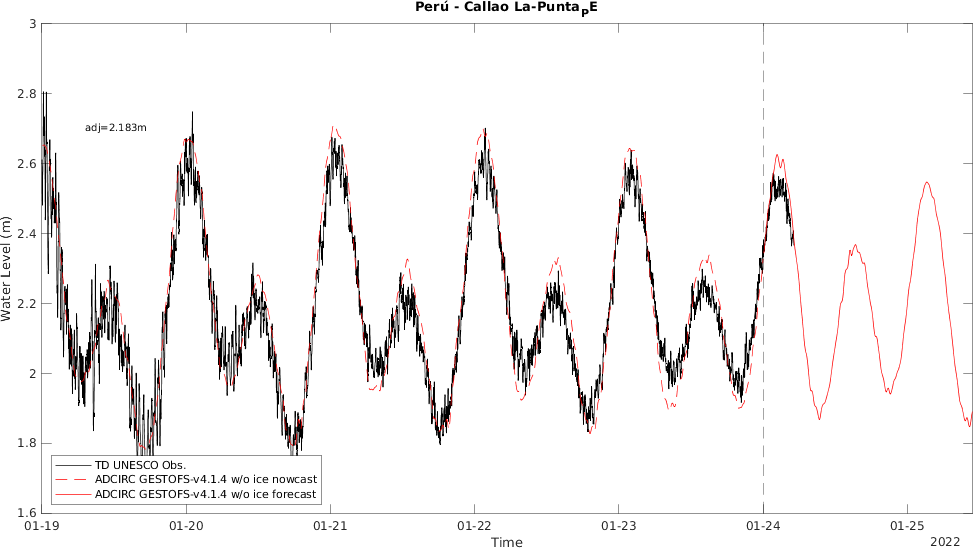 Perú - Callao La-Punta_PE
3
2.8
2.6
2.4
2.2
2
1.8
1.6
Water Level (m)
adj=2.183m
TD UNESCO Obs.
ADCIRC GESTOFS-v4.1.4 w/o ice nowcast
ADCIRC GESTOFS-v4.1.4 w/o ice forecast
01-19 01-20 01-21 01-22 01-23 01-24 01-25
Time
2022